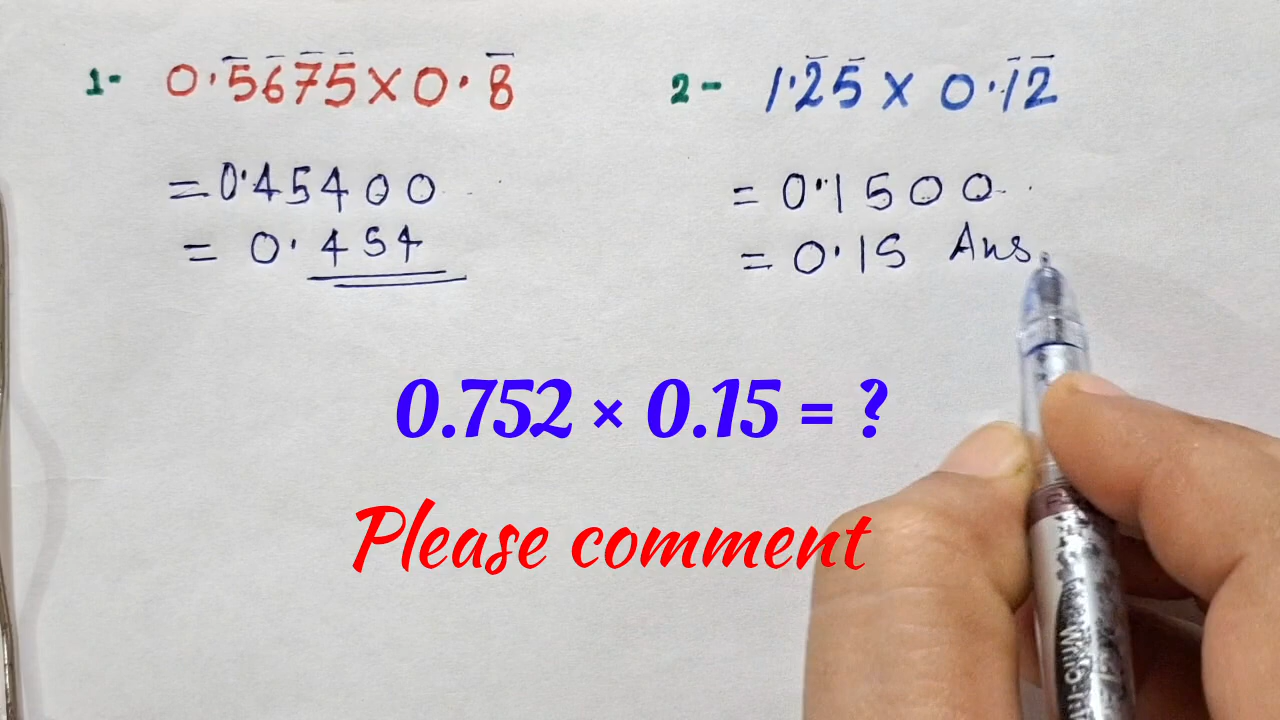 1- 0.5675×0.8
=0.45400
= 0.454
2- 1.25 × 0.12
= 0.1500
= 0.15 Ans.
0.752 × 0.15 = ?
Please comment